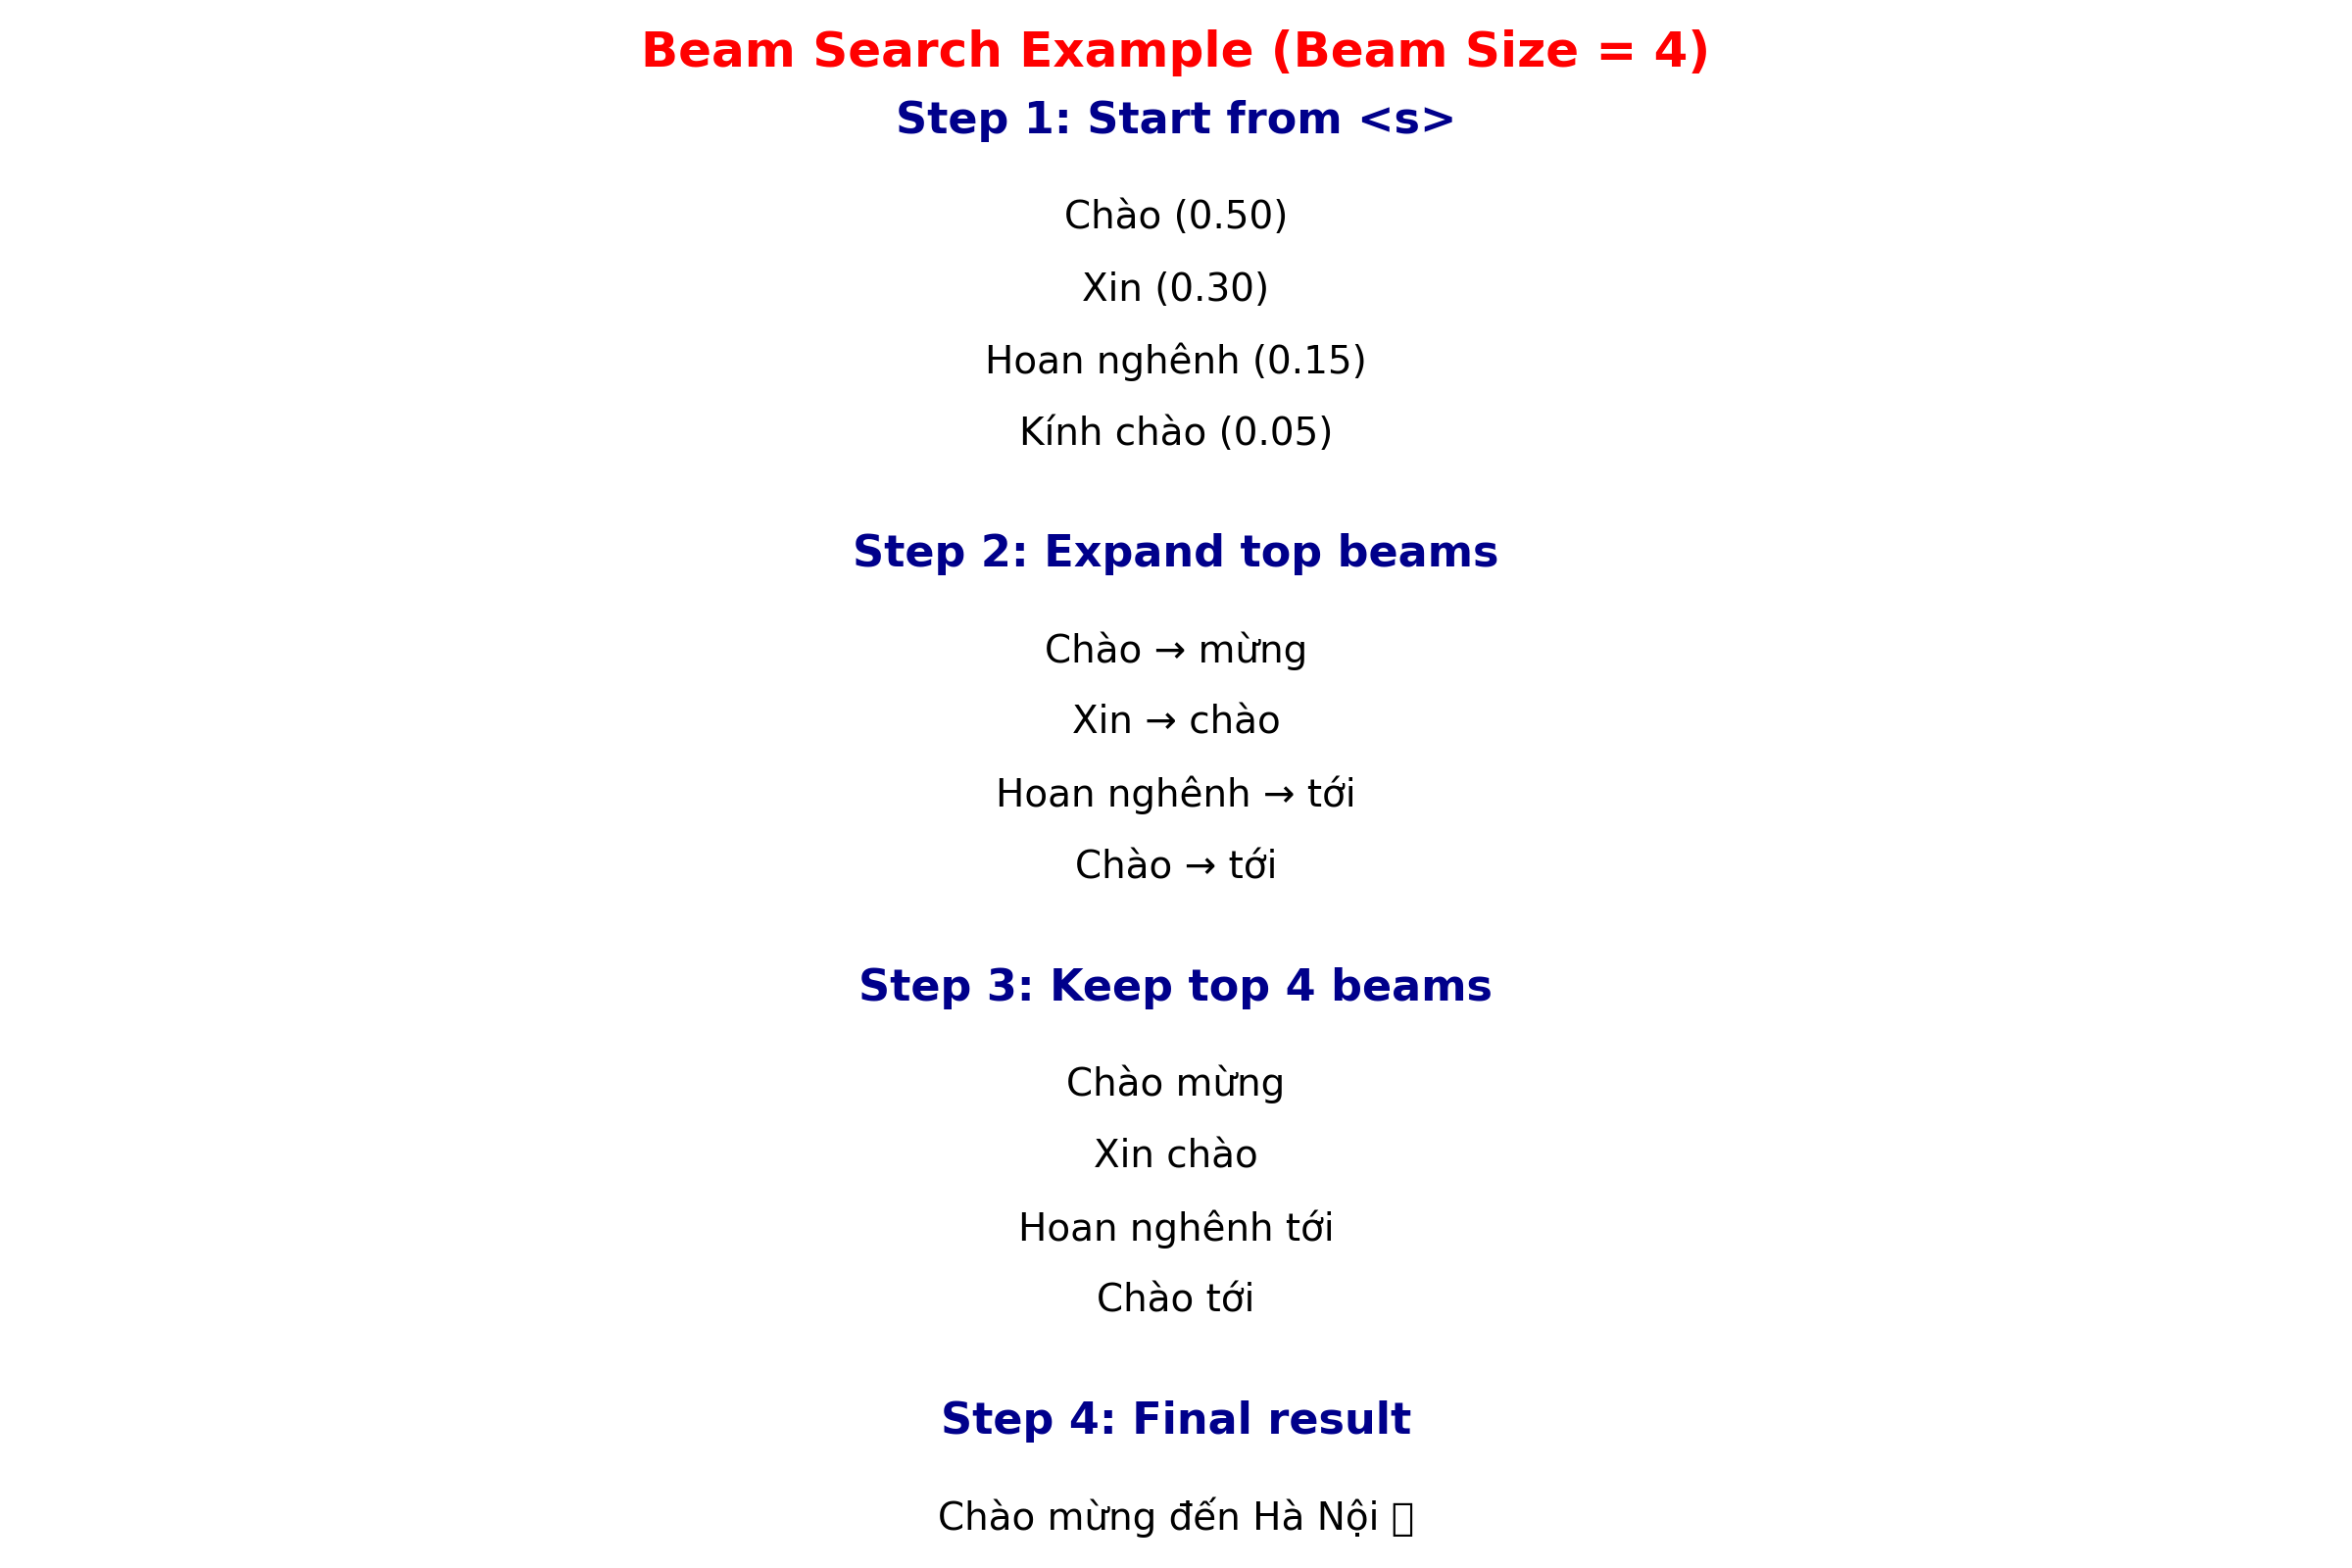 Beam Search Example (Beam Size = 4)
Step 1: Start from <s>
Chào (0.50)
Xin (0.30)
Hoan nghênh (0.15)
Kính chào (0.05)
Step 2: Expand top beams
Chào → mừng
Xin → chào
Hoan nghênh → tới
Chào → tới
Step 3: Keep top 4 beams
Chào mừng
Xin chào
Hoan nghênh tới
Chào tới
Step 4: Final result
Chào mừng đến Hà Nội